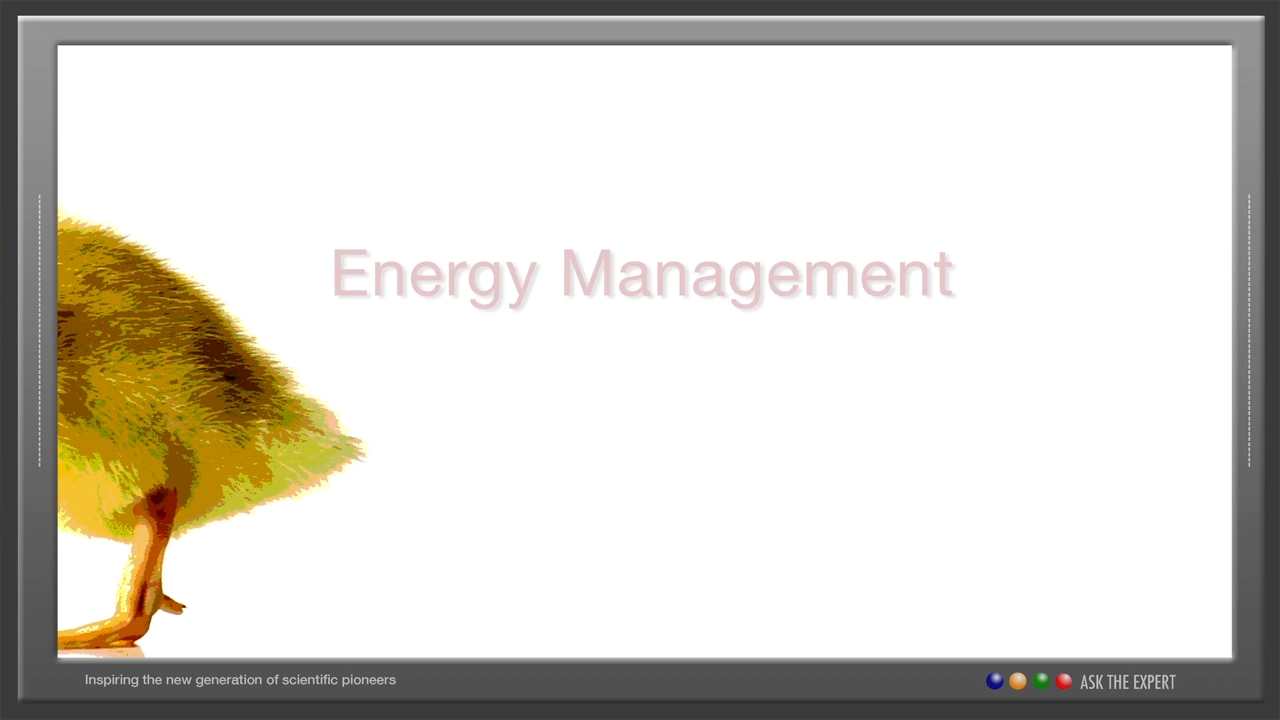 Energy Management
Inspiring the new generation of scientific pioneers
ASK THE EXPERT